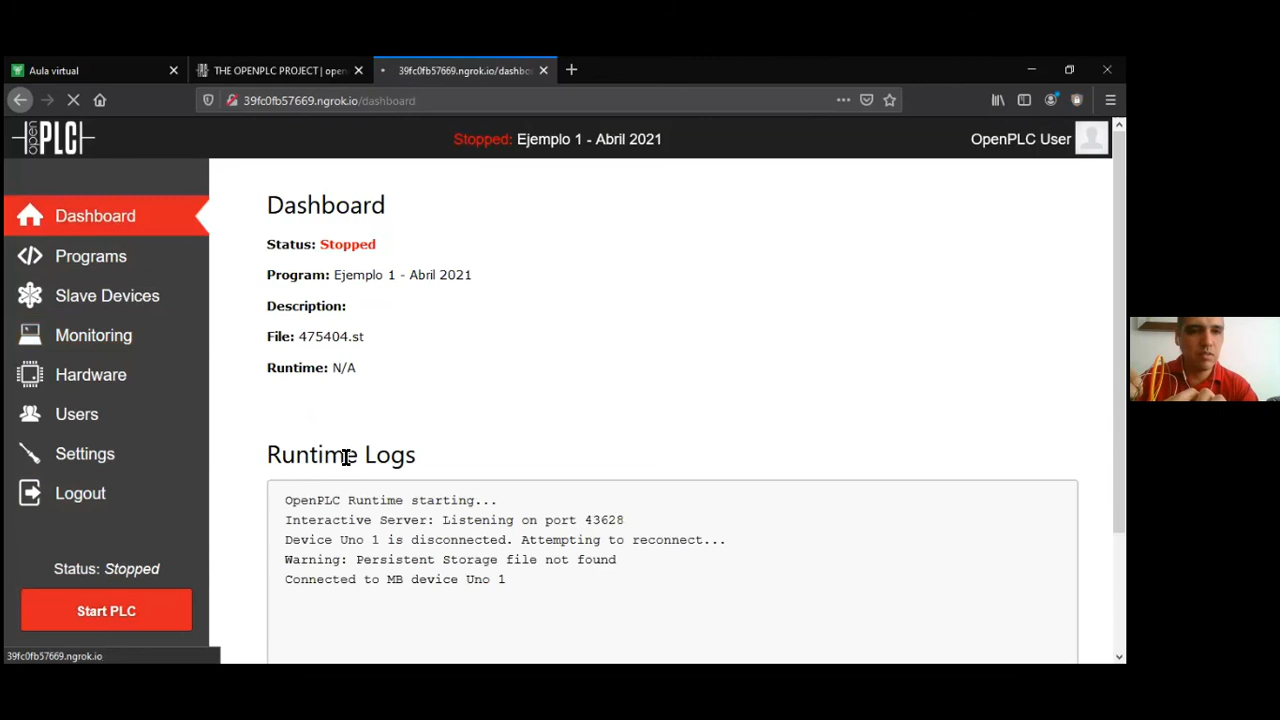 Aula virtual
THE OPENPLC PROJECT | open
39fc0fb57669.ngrok.io/dashbo
39fc0fb57669.ngrok.io/dashboard
open PLC
Stopped: Ejemplo 1 - Abril 2021
OpenPLC User
Dashboard
Programs
Slave Devices
Monitoring
Hardware
Users
Settings
Logout
Status: Stopped
Start PLC
39fc0fb57669.ngrok.io
Dashboard
Status: Stopped
Program: Ejemplo 1 - Abril 2021
Description:
File: 475404.st
Runtime: N/A
Runtime Logs
OpenPLC Runtime starting...
Interactive Server: Listening on port 43628
Device Uno 1 is disconnected. Attempting to reconnect...
Warning: Persistent Storage file not found
Connected to MB device Uno 1